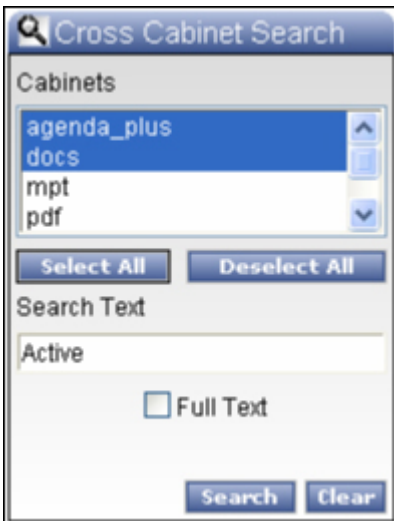 Cross Cabinet Search
Cabinets
agenda_plus
docs
mpt
pdf
Select All Deselect All
Search Text
Active
Full Text
Search Clear